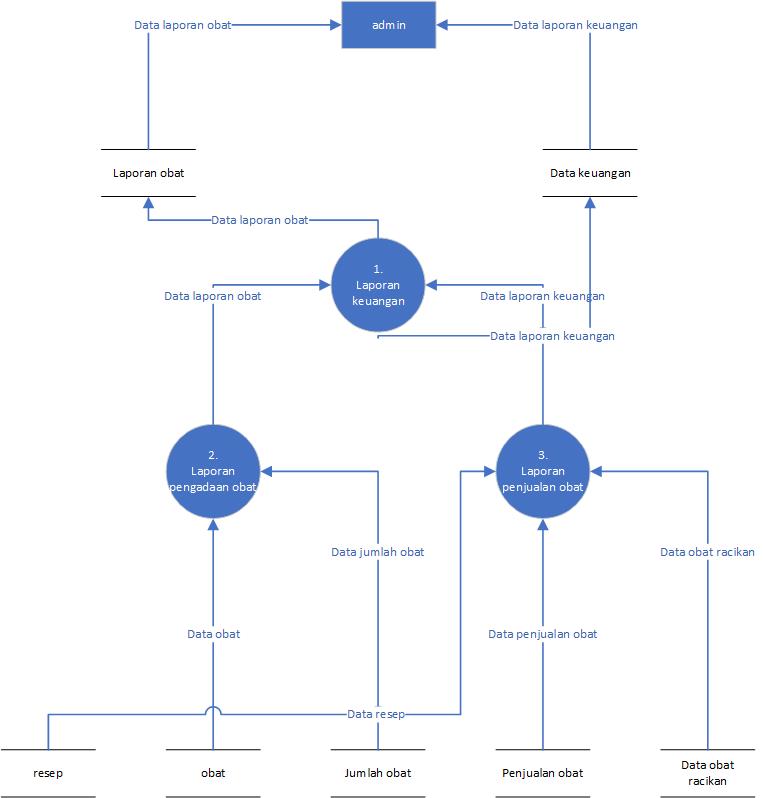 Data laporan obat
admin
Data laporan keuangan
Laporan obat
Data keuangan
Data laporan obat
1.
Laporan
keuangan
Data laporan obat
Data laporan keuangan
Data laporan keuangan
2.
Laporan
pengadaan obat
3.
Laporan
penjualan obat
Data jumlah obat
Data obat racikan
Data obat
Data penjualan obat
Data resep
resep
obat
Jumlah obat
Penjualan obat
Data obat
racikan